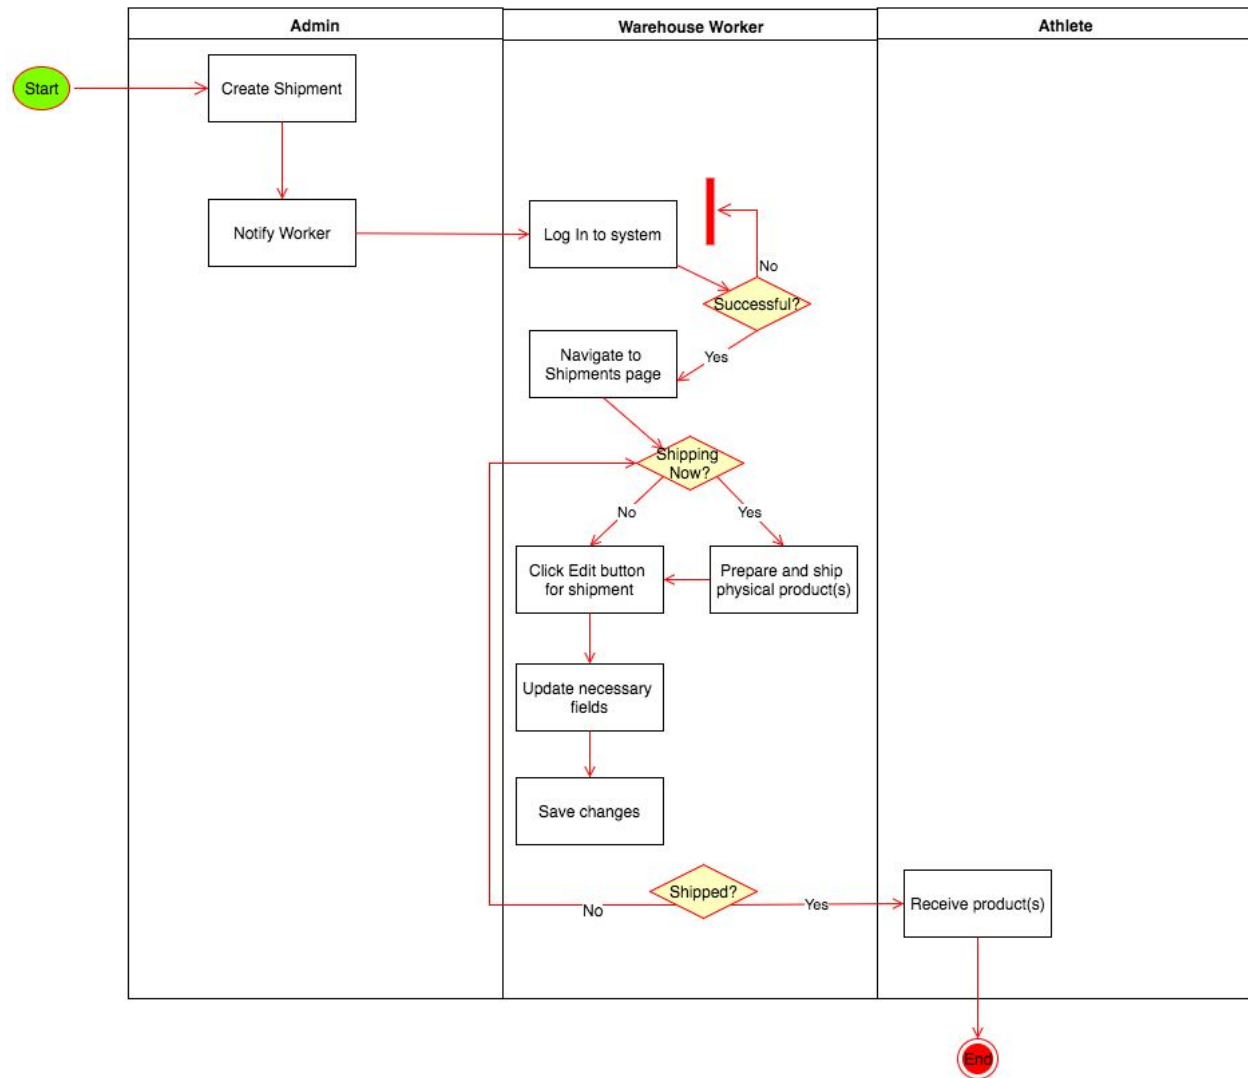 Admin
Warehouse Worker
Athlete
Start
Create Shipment
Notify Worker
Log In to system
No
Successful?
Yes
Navigate to
Shipments page
Shipping
Now?
No
Yes
Click Edit button
for shipment
Prepare and ship
physical product(s)
Update necessary
fields
Save changes
Shipped?
No
Yes
Receive product(s)
End